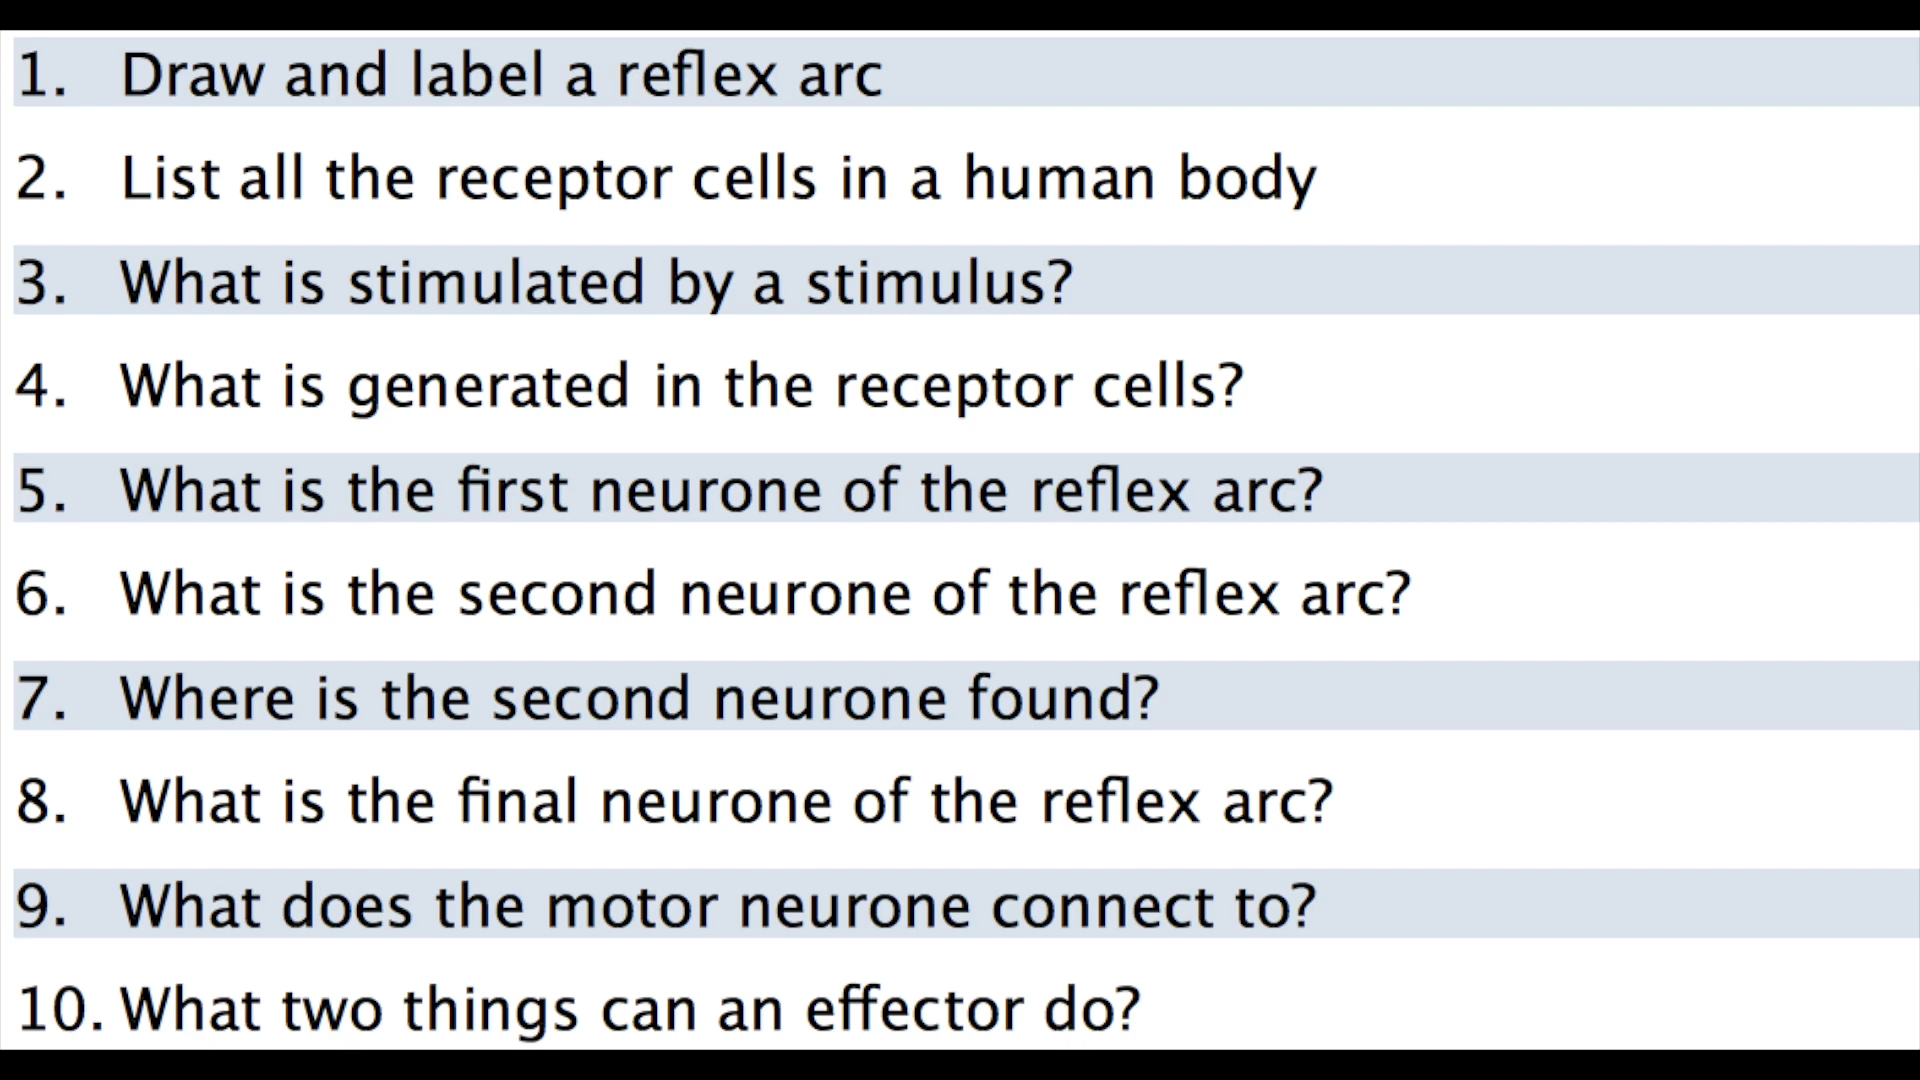 1. Draw and label a reflex arc
2. List all the receptor cells in a human body
3. What is stimulated by a stimulus?
4. What is generated in the receptor cells?
5. What is the first neurone of the reflex arc?
6. What is the second neurone of the reflex arc?
7. Where is the second neurone found?
8. What is the final neurone of the reflex arc?
9. What does the motor neurone connect to?
10. What two things can an effector do?